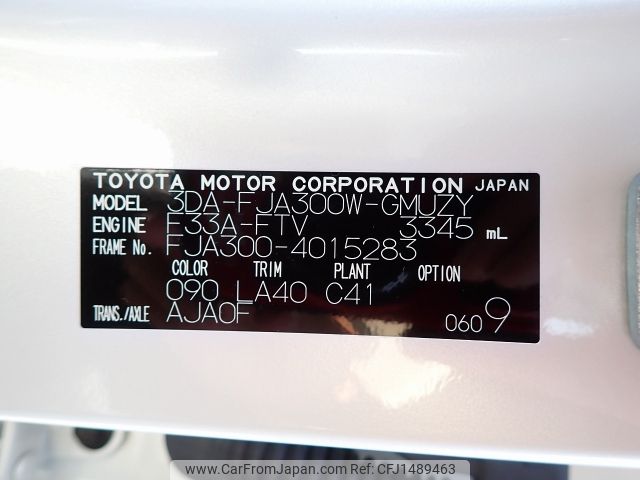 TOYOTA MOTOR CORPORATION JAPAN
MODEL 3DA-FJA300W-GMUZY
ENGINE F33A-FTV 3345 mL
FRAME No. FJA300-4015283
COLOR TRIM PLANT OPTION
090 LA40 C41
TRANS./AXLE AJA0F 0609
www.CarFromJapan.com - ID: CFJ1489463